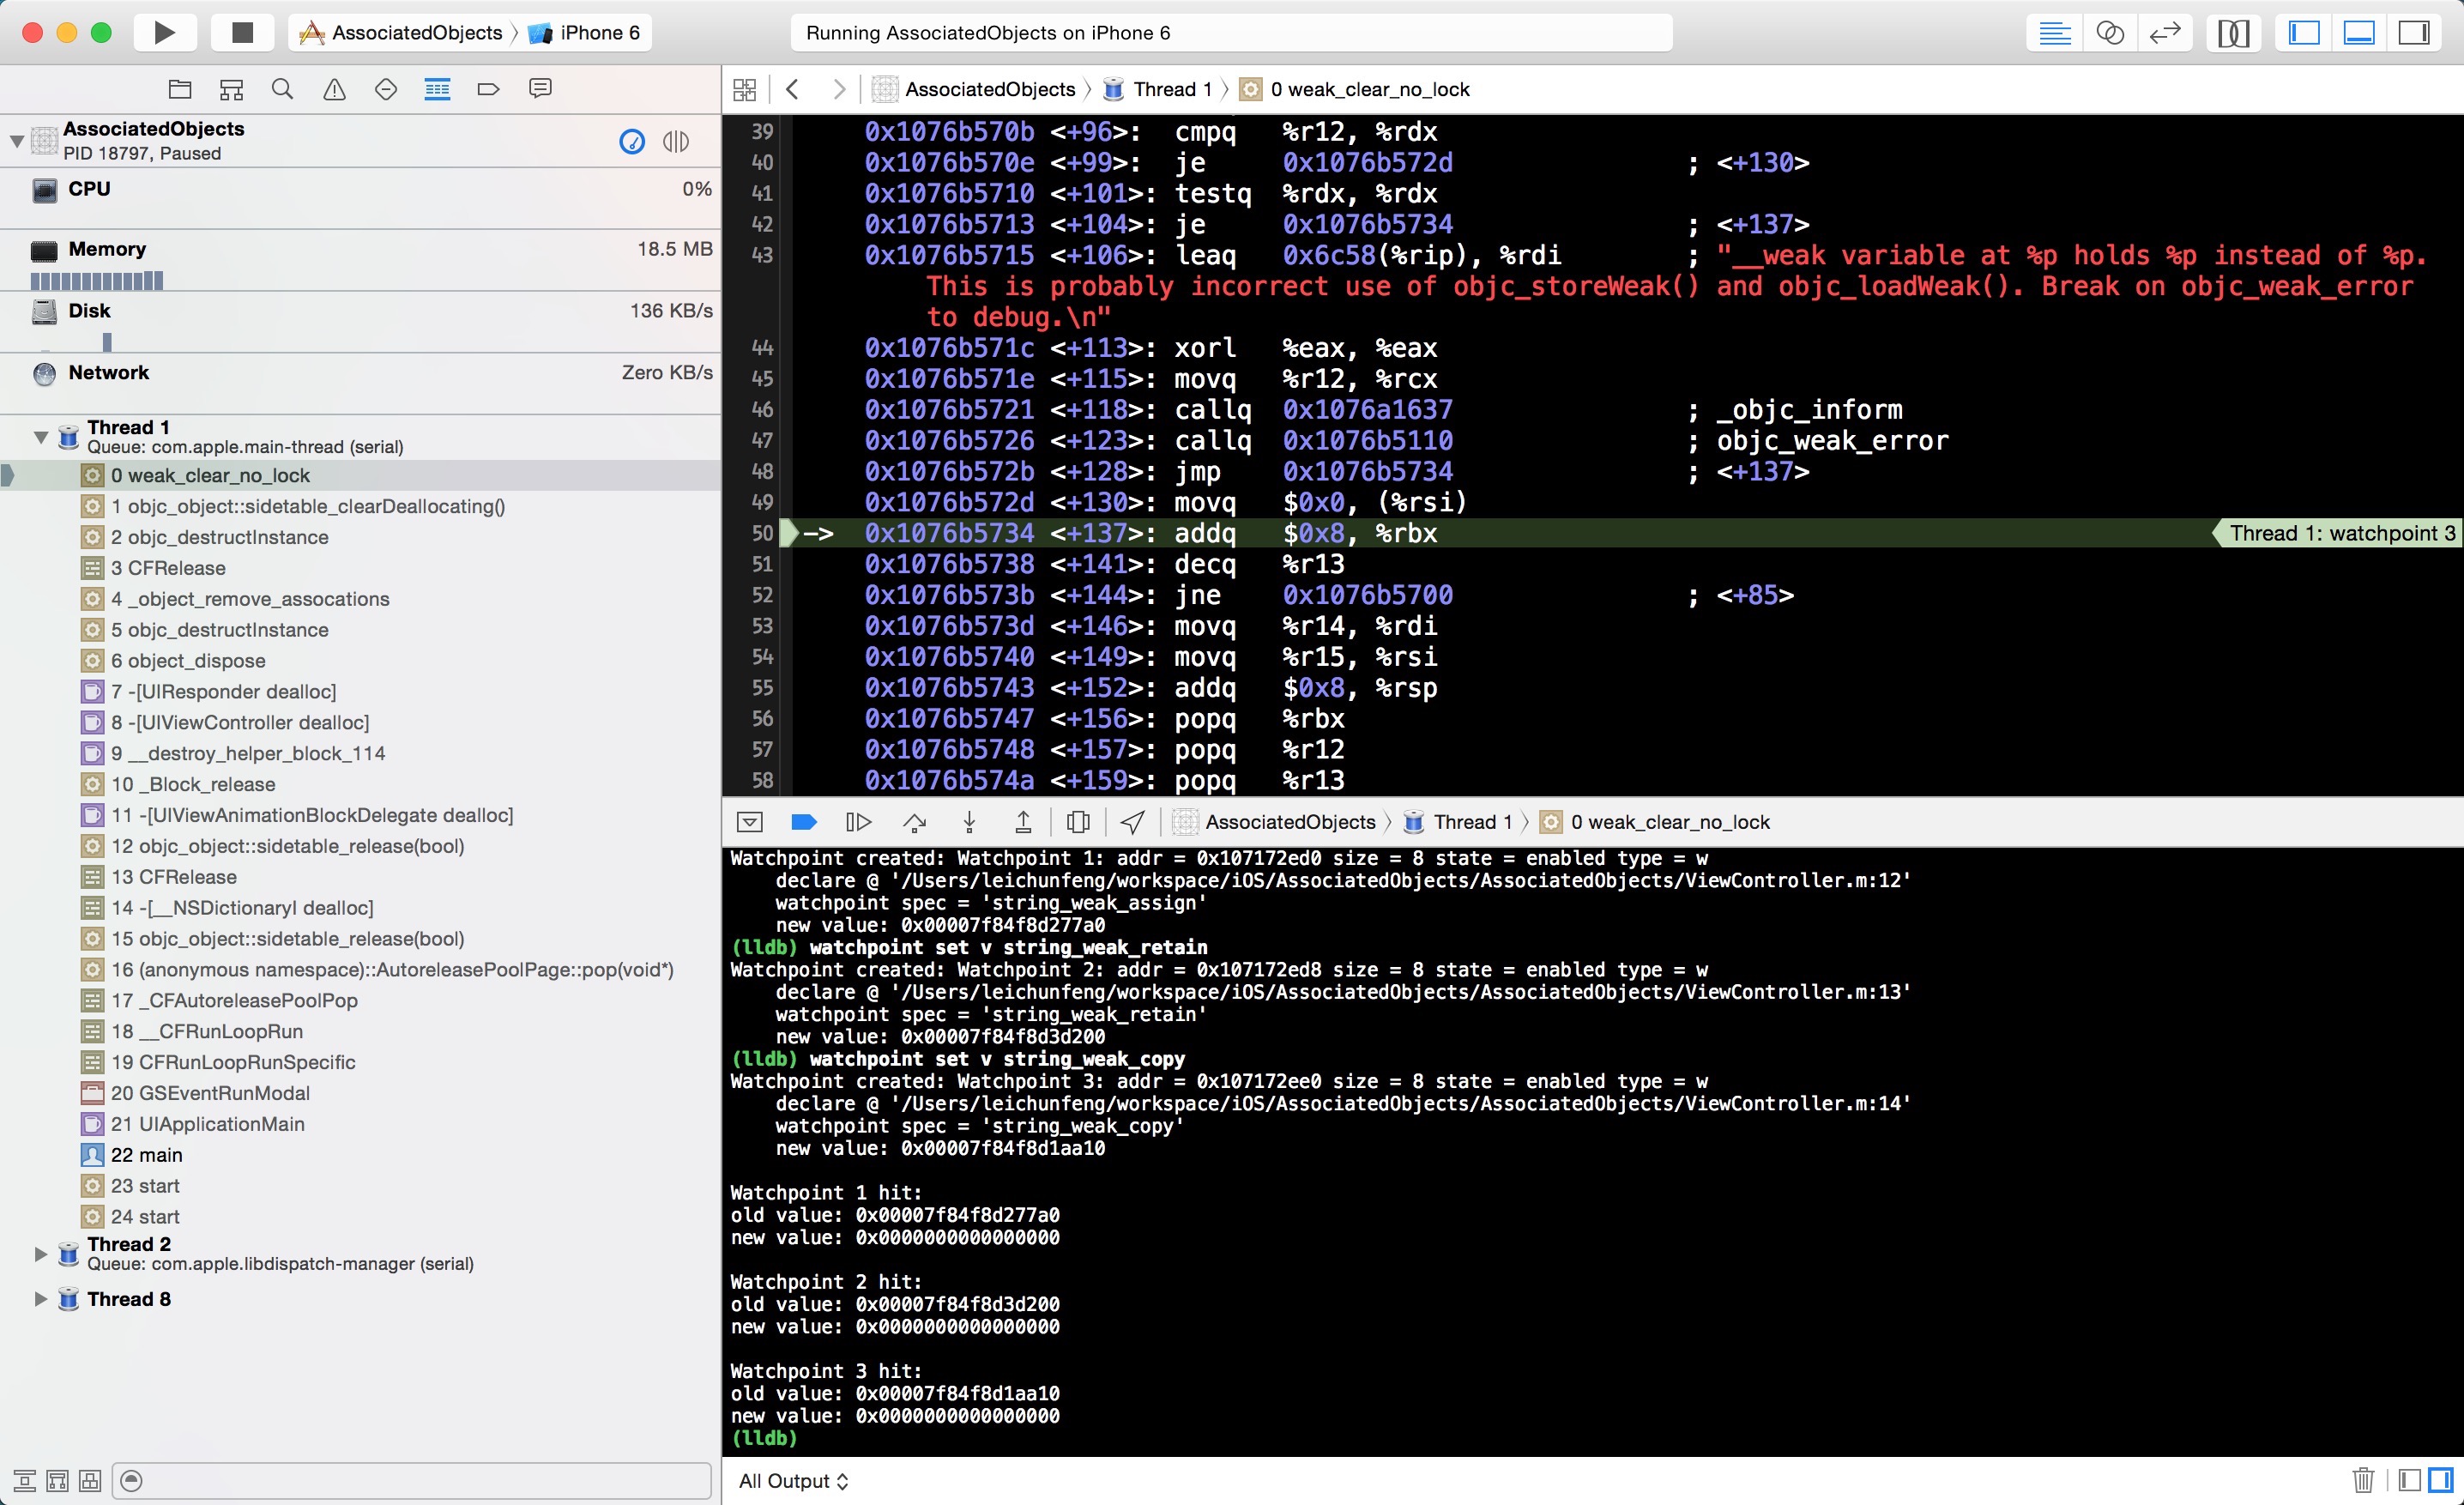 AssociatedObjects 〉 iPhone 6
Running AssociatedObjects on iPhone 6
AssociatedObjects
PID 18797, Paused
CPU 0%
Memory 18.5 MB
Disk 136 KB/s
Network Zero KB/s
Thread 1
Queue: com.apple.main-thread (serial)
0 weak_clear_no_lock
1 objc_object::sidetable_clearDeallocating()
2 objc_destructInstance
3 CFRelease
4 _object_remove_assocations
5 objc_destructInstance
6 object_dispose
7 -[UIResponder dealloc]
8 -[UIViewController dealloc]
9 __destroy_helper_block_114
10 _Block_release
11 -[UIViewAnimationBlockDelegate dealloc]
12 objc_object::sidetable_release(bool)
13 CFRelease
14 -[__NSDictionaryI dealloc]
15 objc_object::sidetable_release(bool)
16 (anonymous namespace)::AutoreleasePoolPage::pop(void*)
17 _CFAutoreleasePoolPop
18 __CFRunLoopRun
19 CFRunLoopRunSpecific
20 GSEventRunModal
21 UIApplicationMain
22 main
23 start
24 start
Thread 2
Queue: com.apple.libdispatch-manager (serial)
Thread 8
AssociatedObjects 〉 Thread 1 〉 0 weak_clear_no_lock
39 0x1076b570b <+96>: cmpq %r12, %rdx
40 0x1076b570e <+99>: je 0x1076b572d ; <+130>
41 0x1076b5710 <+101>: testq %rdx, %rdx
42 0x1076b5713 <+104>: je 0x1076b5734 ; <+137>
43 0x1076b5715 <+106>: leaq 0x6c58(%rip), %rdi ; "__weak variable at %p holds %p instead of %p.
This is probably incorrect use of objc_storeWeak() and objc_loadWeak(). Break on objc_weak_error
to debug.\n"
44 0x1076b571c <+113>: xorl %eax, %eax
45 0x1076b571e <+115>: movq %r12, %rcx
46 0x1076b5721 <+118>: callq 0x1076a1637 ; _objc_inform
47 0x1076b5726 <+123>: callq 0x1076b5110 ; objc_weak_error
48 0x1076b572b <+128>: jmp 0x1076b5734 ; <+137>
49 0x1076b572d <+130>: movq $0x0, (%rsi)
50 -> 0x1076b5734 <+137>: addq $0x8, %rbx Thread 1: watchpoint 3
51 0x1076b5738 <+141>: decq %r13
52 0x1076b573b <+144>: jne 0x1076b5700 ; <+85>
53 0x1076b573d <+146>: movq %r14, %rdi
54 0x1076b5740 <+149>: movq %r15, %rsi
55 0x1076b5743 <+152>: addq $0x8, %rsp
56 0x1076b5747 <+156>: popq %rbx
57 0x1076b5748 <+157>: popq %r12
58 0x1076b574a <+159>: popq %r13
AssociatedObjects 〉 Thread 1 〉 0 weak_clear_no_lock
Watchpoint created: Watchpoint 1: addr = 0x107172ed0 size = 8 state = enabled type = w
declare @ '/Users/leichunfeng/workspace/iOS/AssociatedObjects/AssociatedObjects/ViewController.m:12'
watchpoint spec = 'string_weak_assign'
new value: 0x00007f84f8d277a0
(lldb) watchpoint set v string_weak_retain
Watchpoint created: Watchpoint 2: addr = 0x107172ed8 size = 8 state = enabled type = w
declare @ '/Users/leichunfeng/workspace/iOS/AssociatedObjects/AssociatedObjects/ViewController.m:13'
watchpoint spec = 'string_weak_retain'
new value: 0x00007f84f8d3d200
(lldb) watchpoint set v string_weak_copy
Watchpoint created: Watchpoint 3: addr = 0x107172ee0 size = 8 state = enabled type = w
declare @ '/Users/leichunfeng/workspace/iOS/AssociatedObjects/AssociatedObjects/ViewController.m:14'
watchpoint spec = 'string_weak_copy'
new value: 0x00007f84f8d1aa10
Watchpoint 1 hit:
old value: 0x00007f84f8d277a0
new value: 0x0000000000000000
Watchpoint 2 hit:
old value: 0x00007f84f8d3d200
new value: 0x0000000000000000
Watchpoint 3 hit:
old value: 0x00007f84f8d1aa10
new value: 0x0000000000000000
(lldb)
All Output